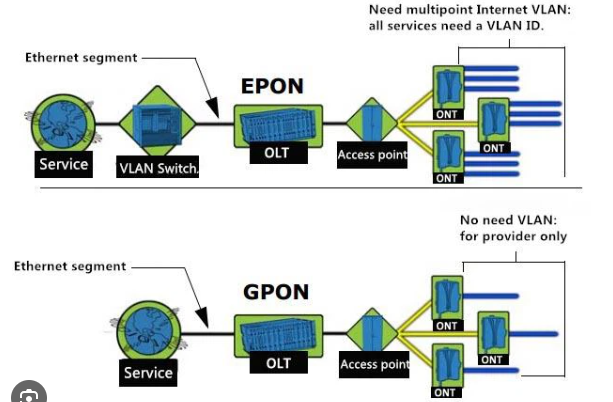 Need multipoint Internet VLAN:
all services need a VLAN ID.
Ethernet segment
EPON
Service
VLAN Switch.
OLT
Access point
ONT
ONT
ONT
No need VLAN:
for provider only
Ethernet segment
GPON
Service
OLT
Access point
ONT
ONT
ONT